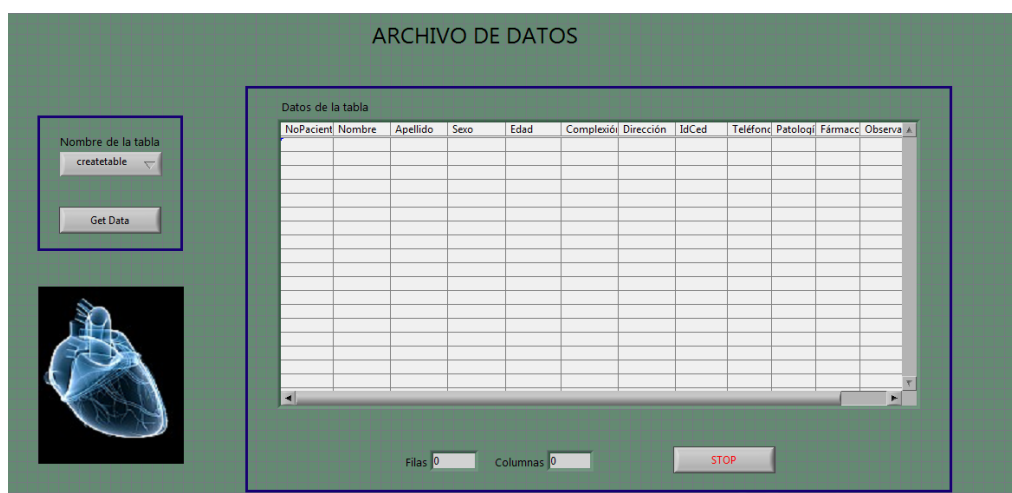 ARCHIVO DE DATOS
Nombre de la tabla
createtable
Get Data
Datos de la tabla
NoPacient Nombre Apellido Sexo Edad Complexión Dirección IdCed Teléfono Patologí Fármaco Observa
Filas 0 Columnas 0 STOP